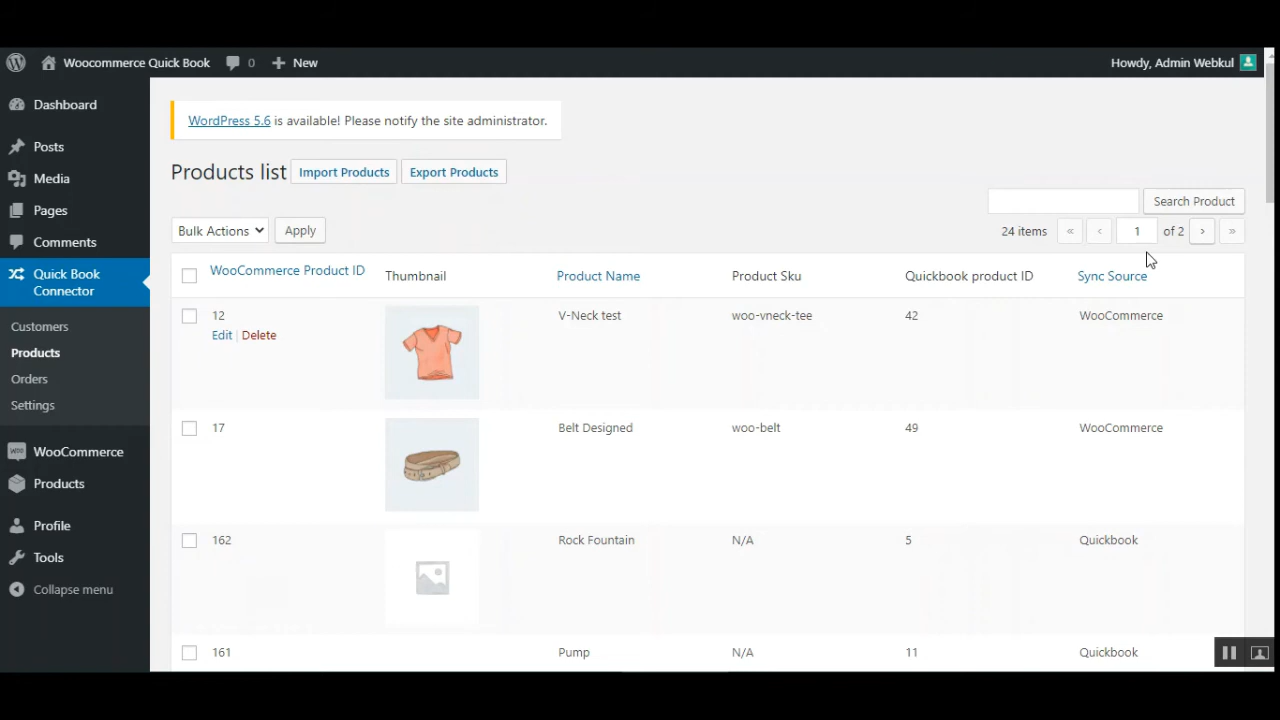 Woocommerce Quick Book 0 New Howdy, Admin Webkul
Dashboard
Posts
Media
Pages
Comments
Quick Book
Connector
Customers
Products
Orders
Settings
WooCommerce
Products
Profile
Tools
Collapse menu
WordPress 5.6 is available! Please notify the site administrator.
Products list Import Products Export Products
Search Product
Bulk Actions Apply 24 items « ‹ 1 of 2 › »
WooCommerce Product ID Thumbnail Product Name Product Sku Quickbook product ID Sync Source
12 V-Neck test woo-vneck-tee 42 WooCommerce
Edit | Delete
17 Belt Designed woo-belt 49 WooCommerce
162 Rock Fountain N/A 5 Quickbook
161 Pump N/A 11 Quickbook